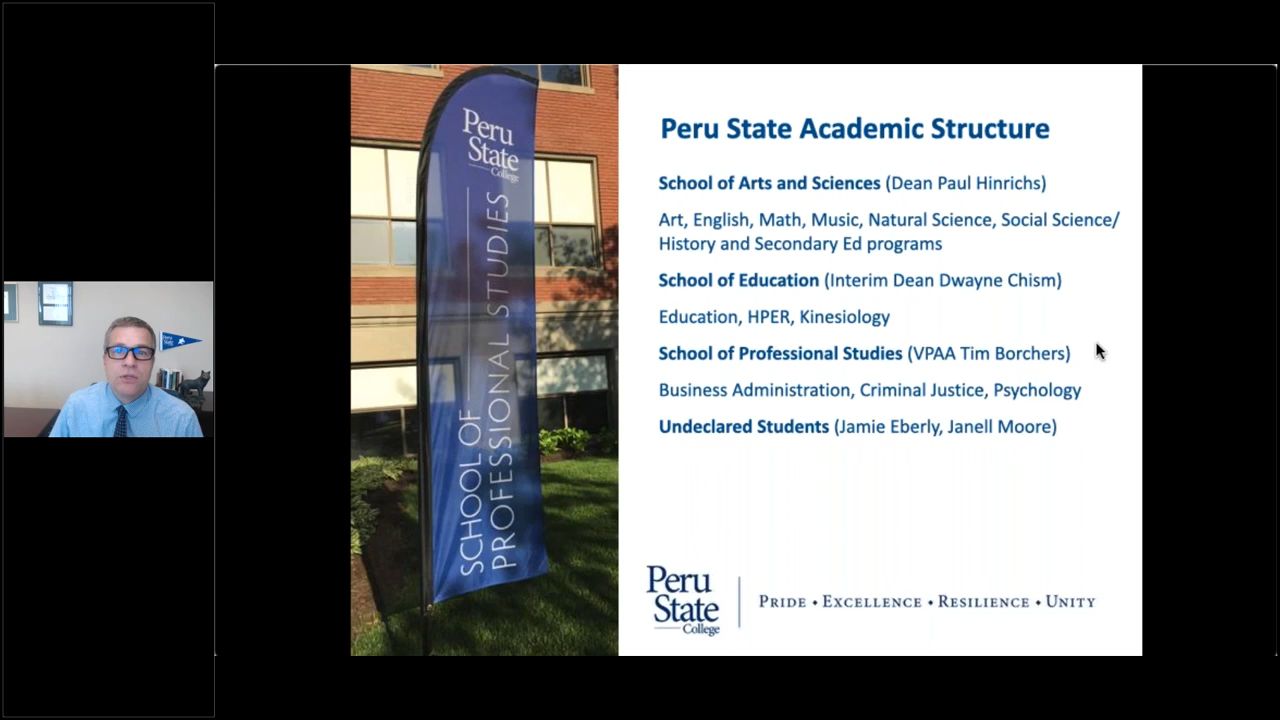 Peru
State
College
SCHOOL OF
PROFESSIONAL STUDIES
Peru State Academic Structure
School of Arts and Sciences (Dean Paul Hinrichs)
Art, English, Math, Music, Natural Science, Social Science/
History and Secondary Ed programs
School of Education (Interim Dean Dwayne Chism)
Education, HPER, Kinesiology
School of Professional Studies (VPAA Tim Borchers)
Business Administration, Criminal Justice, Psychology
Undeclared Students (Jamie Eberly, Janell Moore)
Peru
State
College
PRIDE • EXCELLENCE • RESILIENCE • UNITY
Peru
State